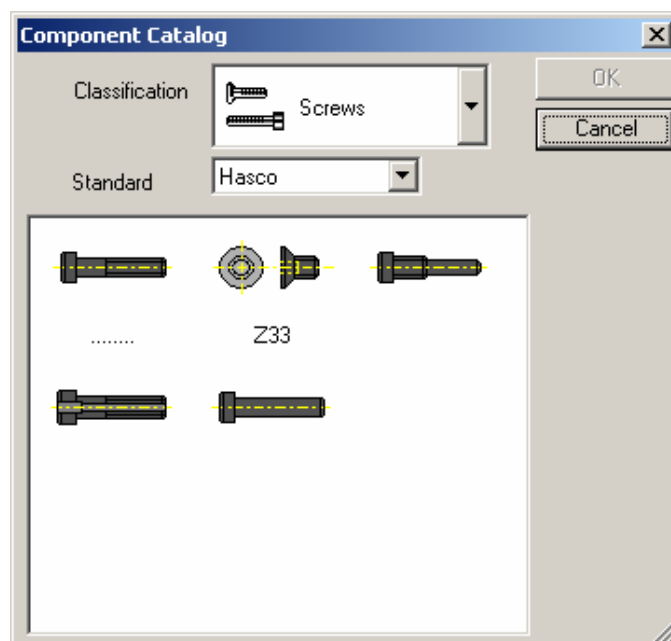 Component Catalog
Classification
Screws
OK
Cancel
Standard
Hasco
........
Z33